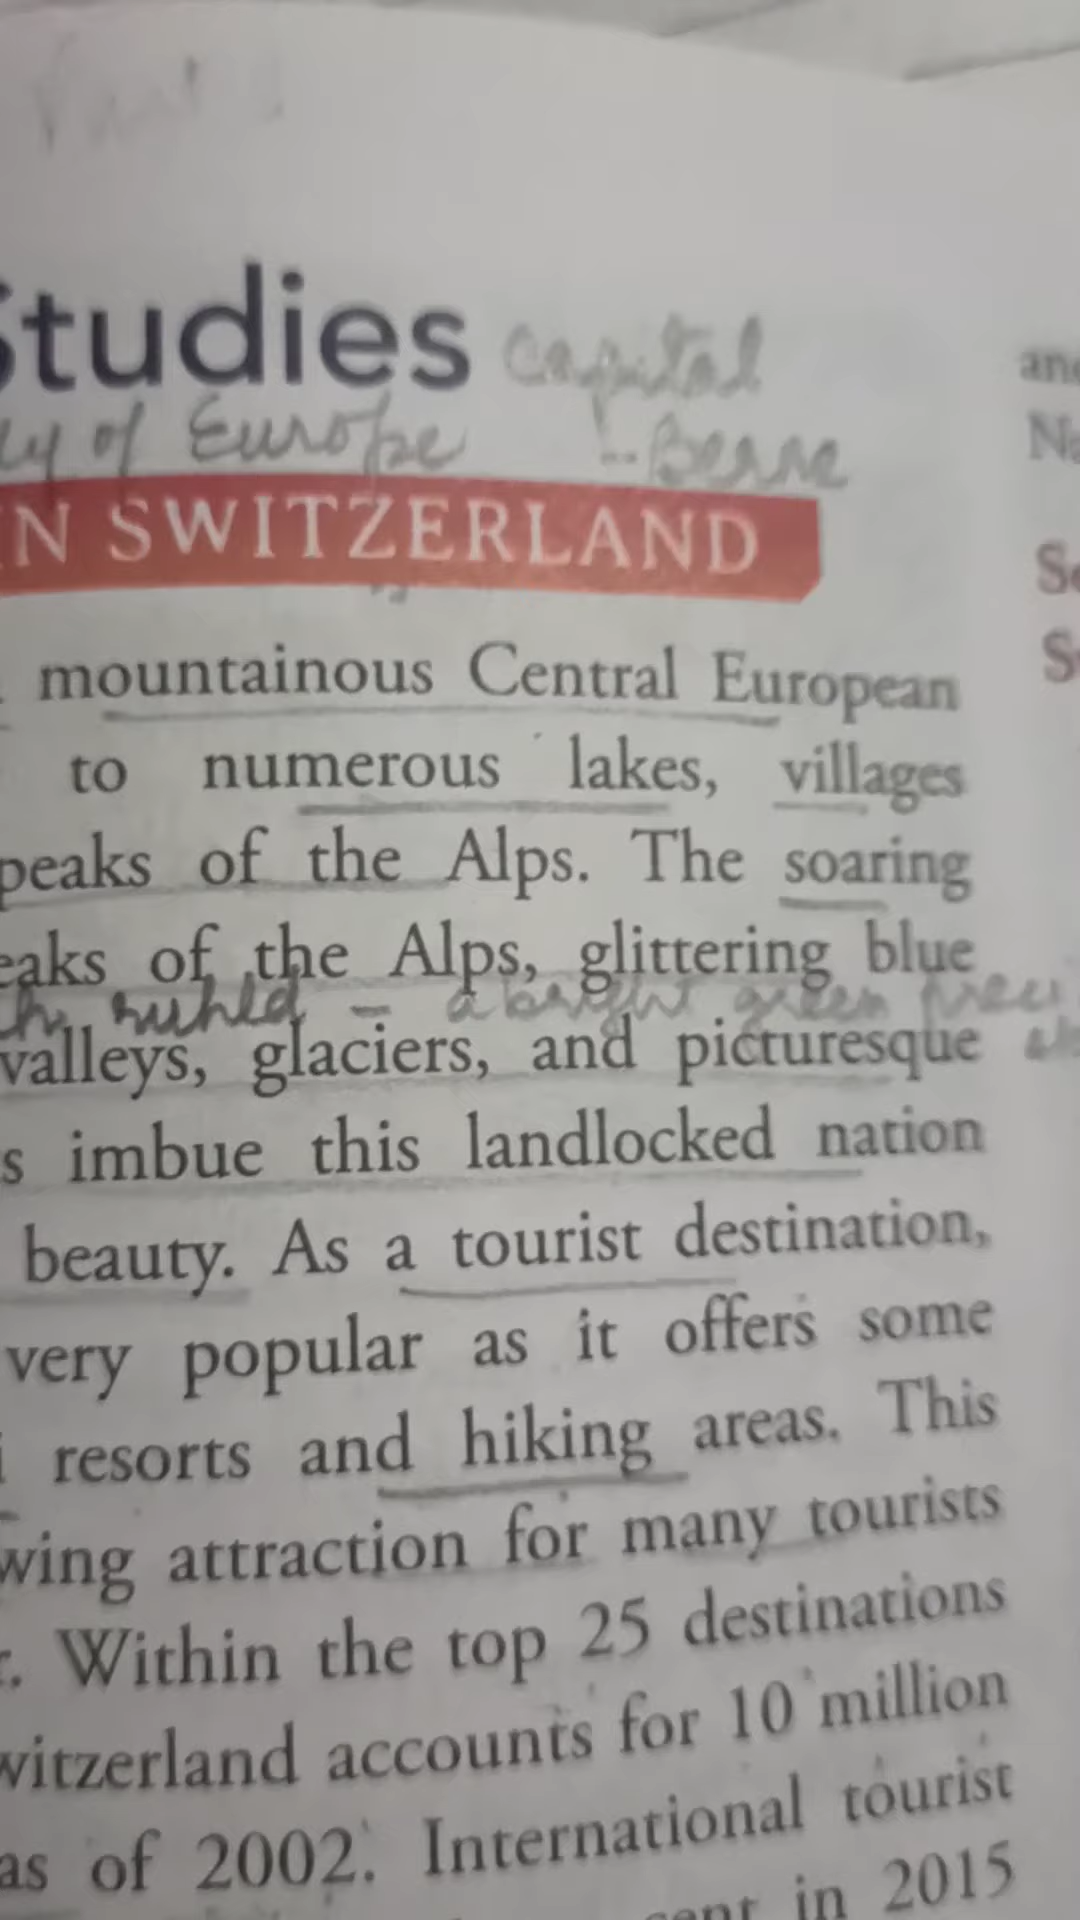 Studies Capital
of Europe - Berne
N SWITZERLAND
mountainous Central European
to numerous lakes, villages
peaks of the Alps. The soaring
eaks of the Alps, glittering blue
- a bright green
valleys, glaciers, and picturesque
s imbue this landlocked nation
beauty. As a tourist destination,
very popular as it offers some
resorts and hiking areas. This
wing attraction for many tourists
r. Within the top 25 destinations
witzerland accounts for 10 million
as of 2002. International tourist
in 2015